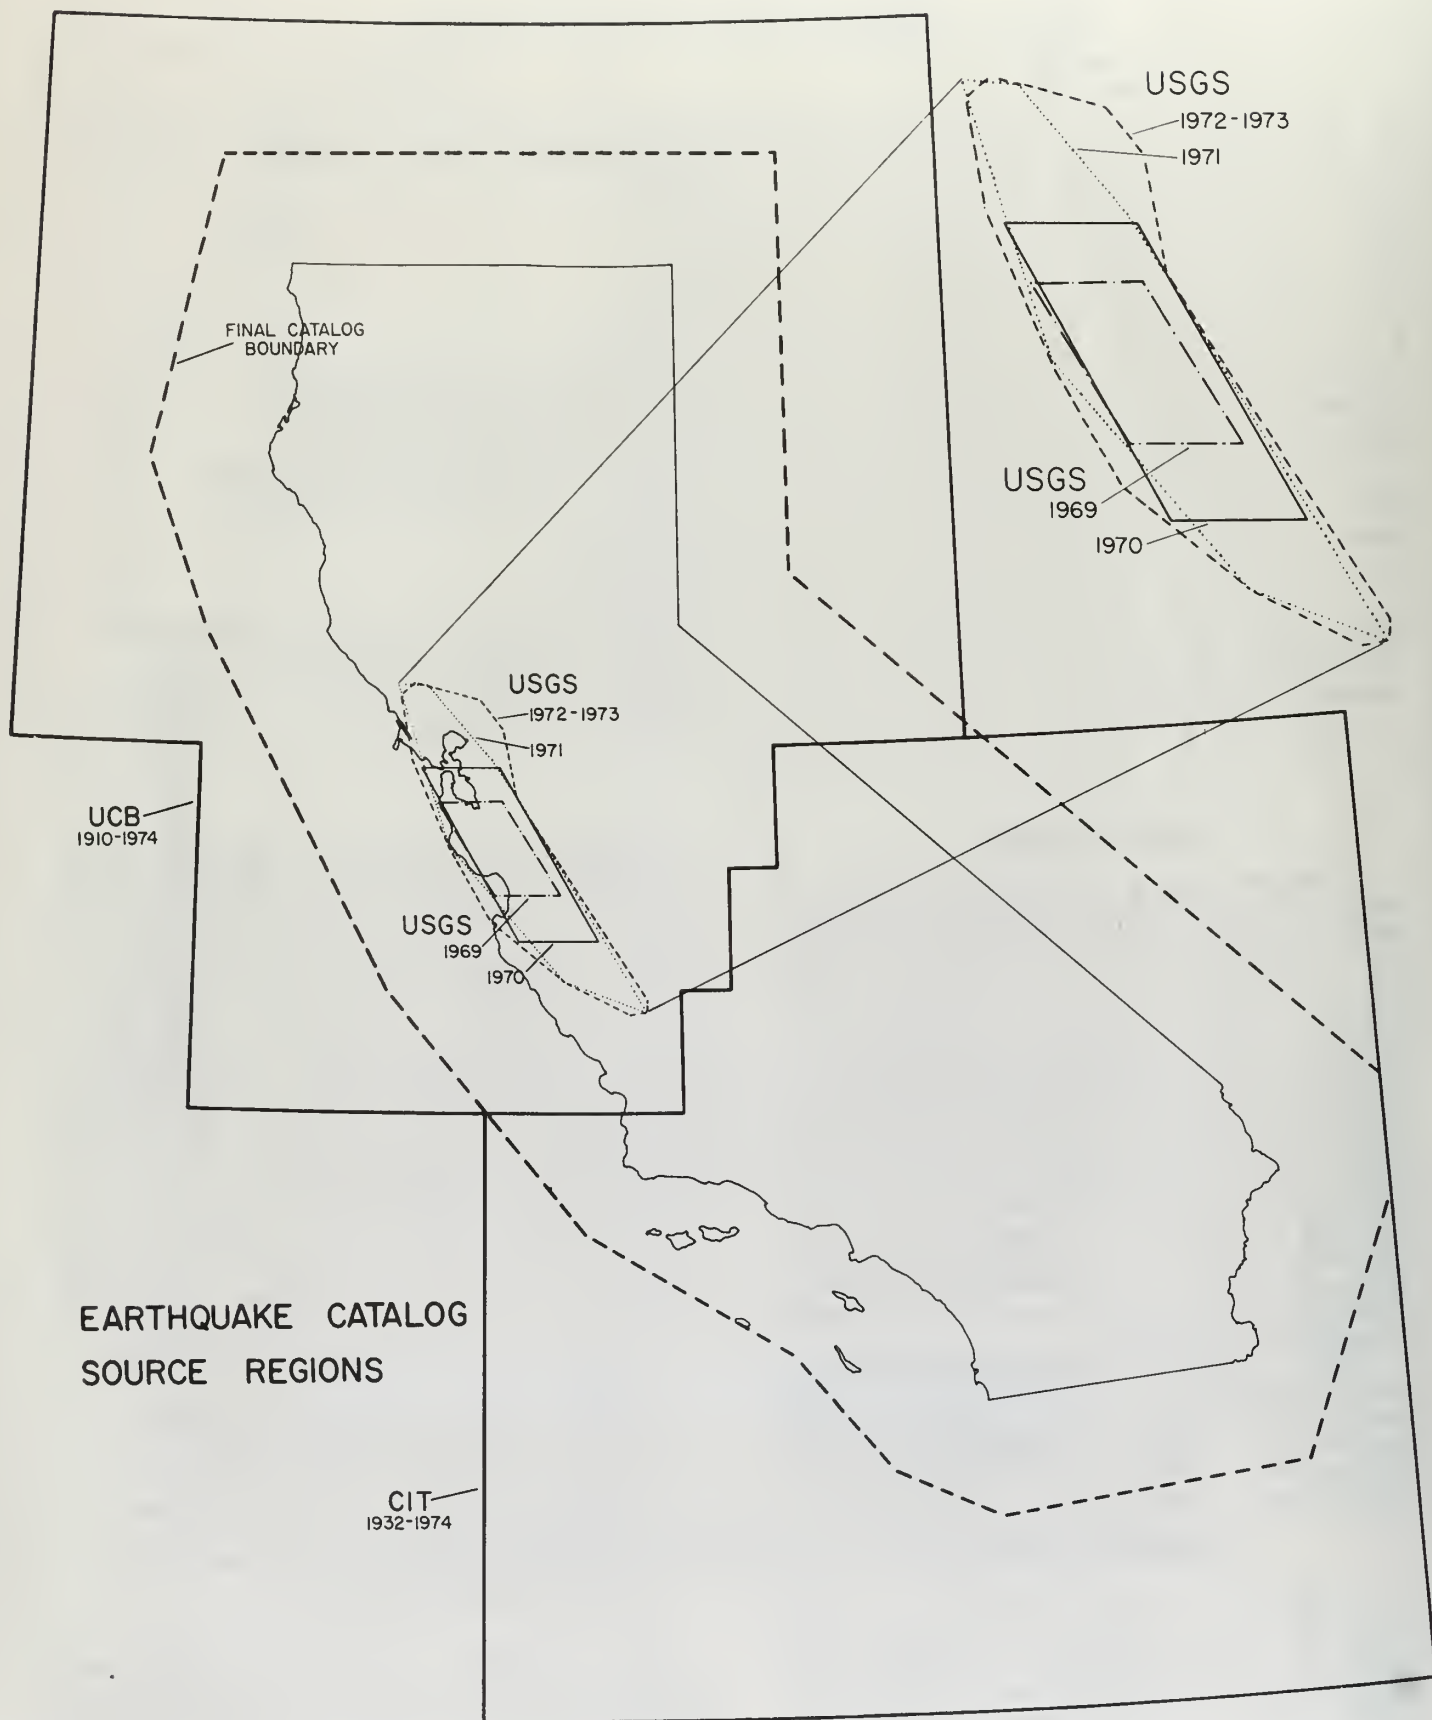 USGS
1972-1973
1971
FINAL CATALOG
BOUNDARY
USGS
1969
1970
USGS
1972-1973
1971
UCB
1910-1974
USGS
1969
1970
EARTHQUAKE CATALOG
SOURCE REGIONS
CIT
1932-1974